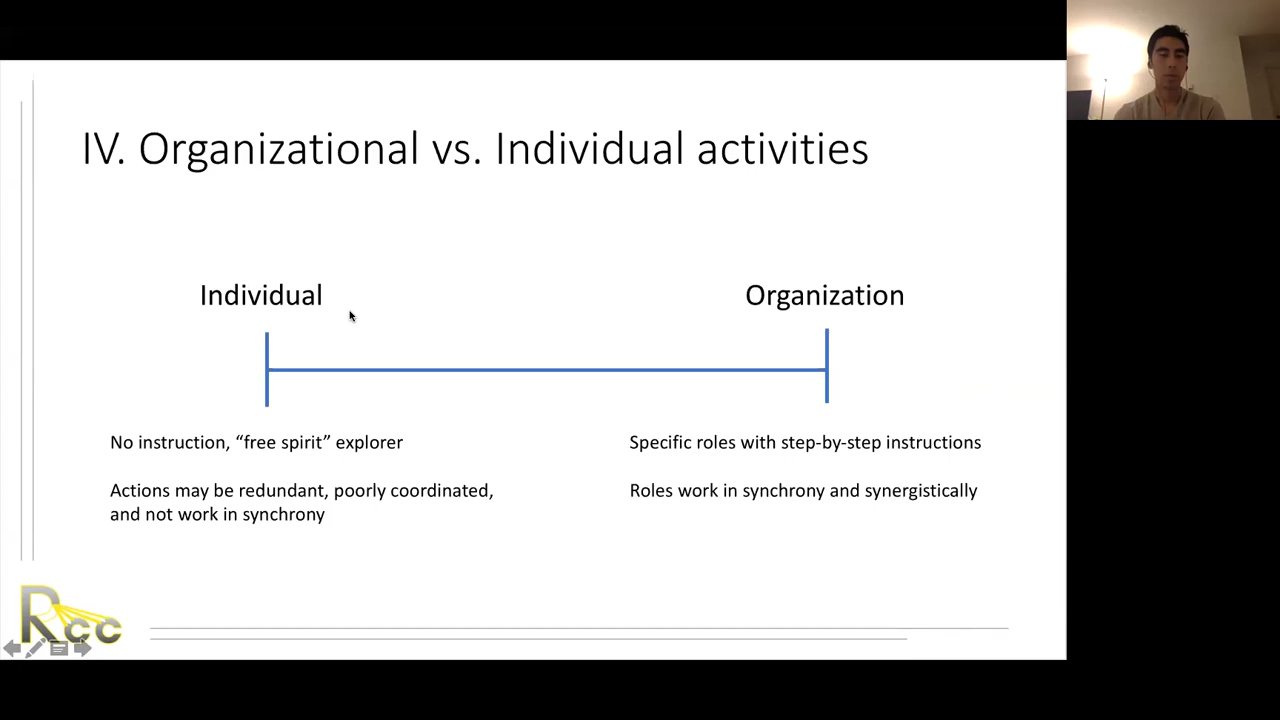 IV. Organizational vs. Individual activities
Individual
Organization
No instruction, “free spirit” explorer
Actions may be redundant, poorly coordinated,
and not work in synchrony
Specific roles with step-by-step instructions
Roles work in synchrony and synergistically
Rcc